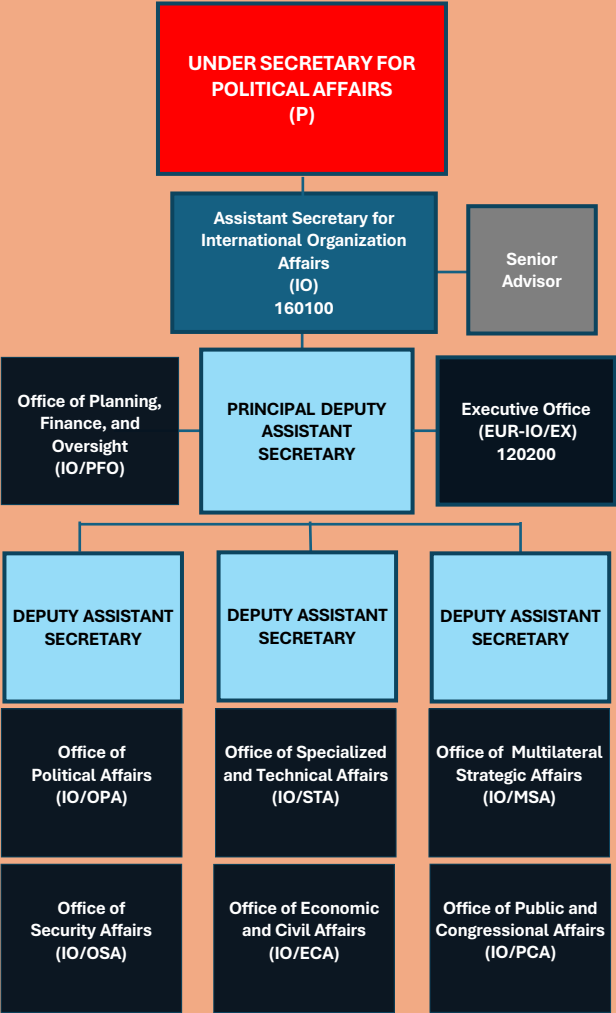 UNDER SECRETARY FOR
POLITICAL AFFAIRS
(P)
Assistant Secretary for
International Organization
Affairs
(IO)
160100
Senior
Advisor
Office of Planning,
Finance, and
Oversight
(IO/PFO)
PRINCIPAL DEPUTY
ASSISTANT
SECRETARY
Executive Office
(EUR-IO/EX)
120200
DEPUTY ASSISTANT
SECRETARY
DEPUTY ASSISTANT
SECRETARY
DEPUTY ASSISTANT
SECRETARY
Office of
Political Affairs
(IO/OPA)
Office of Specialized
and Technical Affairs
(IO/STA)
Office of Multilateral
Strategic Affairs
(IO/MSA)
Office of
Security Affairs
(IO/OSA)
Office of Economic
and Civil Affairs
(IO/ECA)
Office of Public and
Congressional Affairs
(IO/PCA)